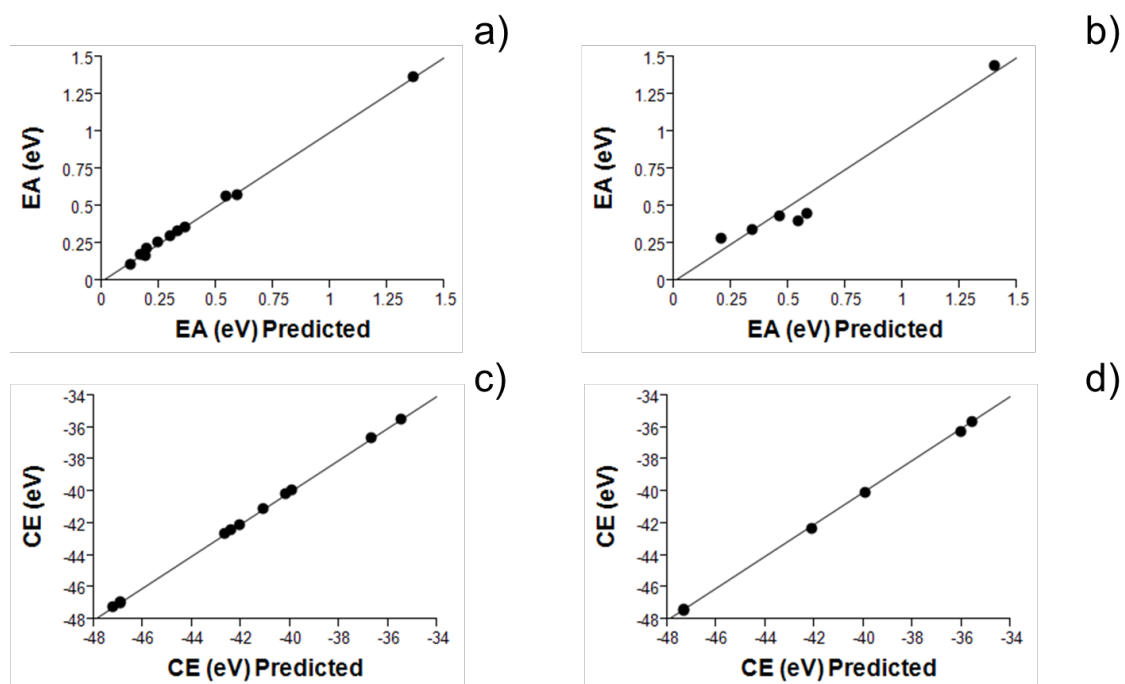 a)
EA (eV)
1.5
1.25
1
0.75
0.5
0.25
0
0 0.25 0.5 0.75 1 1.25 1.5
EA (eV) Predicted
b)
EA (eV)
1.5
1.25
1
0.75
0.5
0.25
0
0 0.25 0.5 0.75 1 1.25 1.5
EA (eV) Predicted
c)
CE (eV)
-34
-36
-38
-40
-42
-44
-46
-48
-48 -46 -44 -42 -40 -38 -36 -34
CE (eV) Predicted
d)
CE (eV)
-34
-36
-38
-40
-42
-44
-46
-48
-48 -46 -44 -42 -40 -38 -36 -34
CE (eV) Predicted